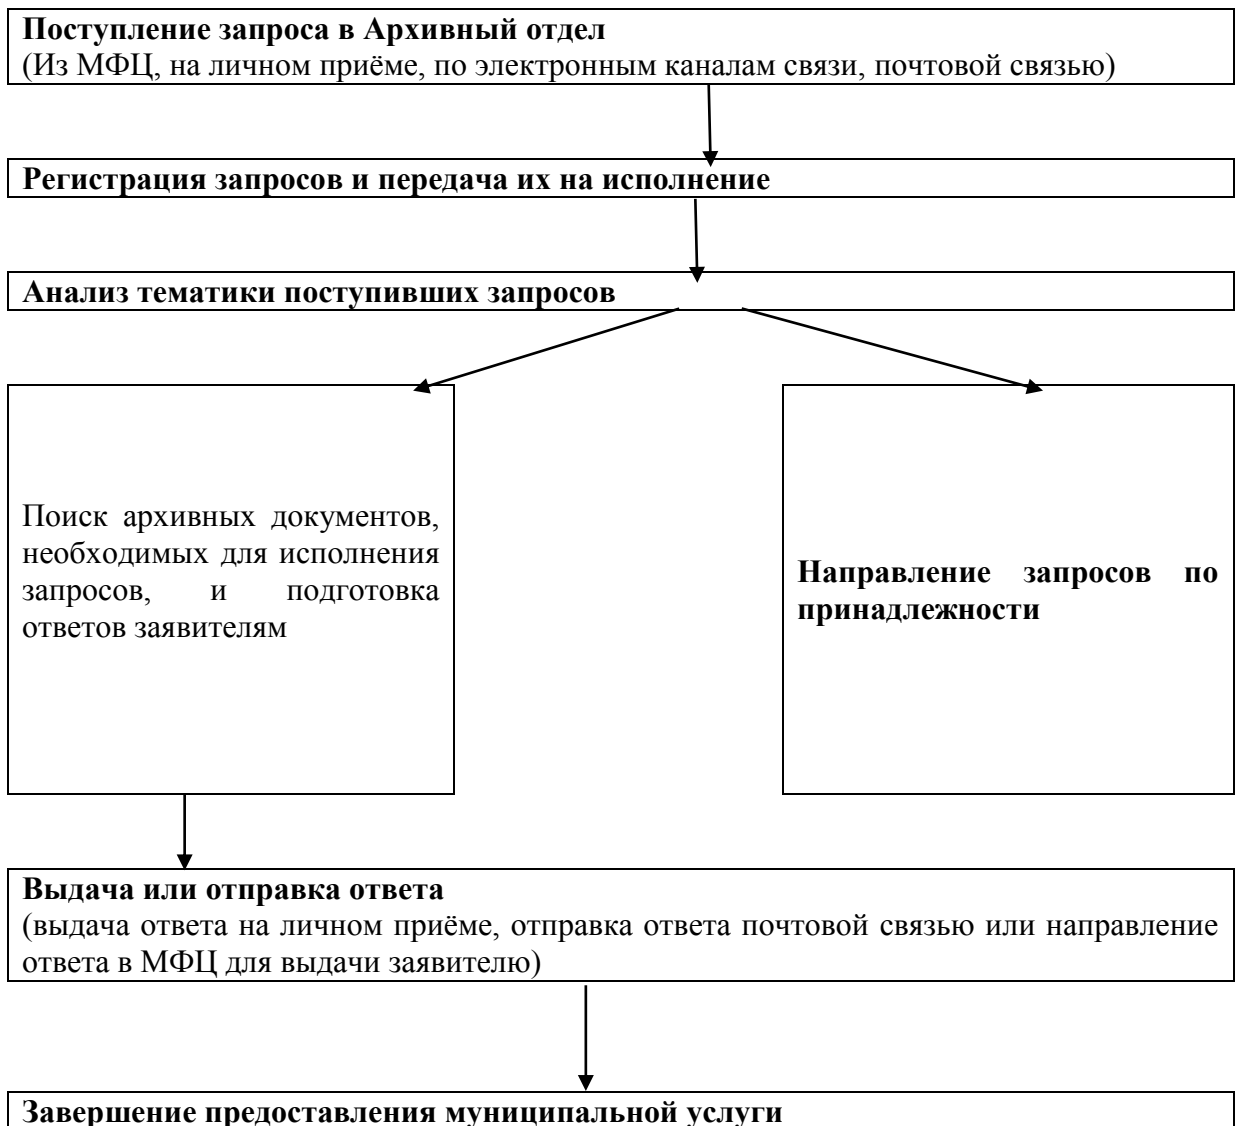 Поступление запроса в Архивный отдел
(Из МФЦ, на личном приёме, по электронным каналам связи, почтовой связью)
Регистрация запросов и передача их на исполнение
Анализ тематики поступивших запросов
Поиск архивных документов,
необходимых для исполнения
запросов, и подготовка
ответов заявителям
Направление запросов по
принадлежности
Выдача или отправка ответа
(выдача ответа на личном приёме, отправка ответа почтовой связью или направление
ответа в МФЦ для выдачи заявителю)
Завершение предоставления муниципальной услуги